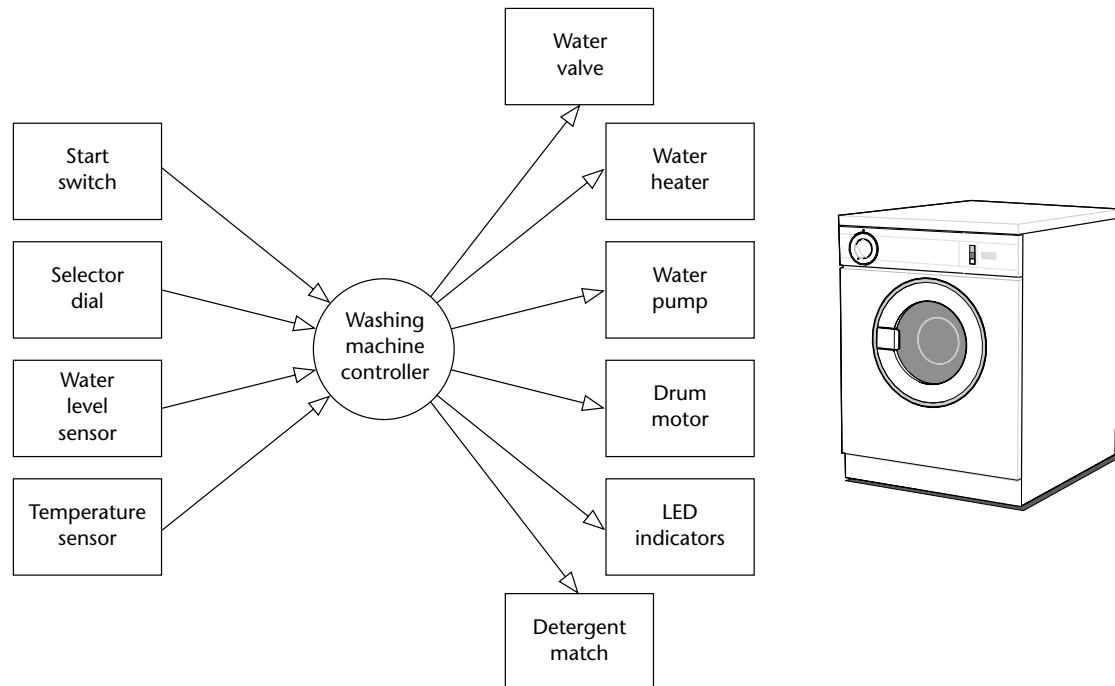 Water
valve
Start
switch
Water
heater
Selector
dial
Washing
machine
controller
Water
pump
Water
level
sensor
Drum
motor
Temperature
sensor
LED
indicators
Detergent
match